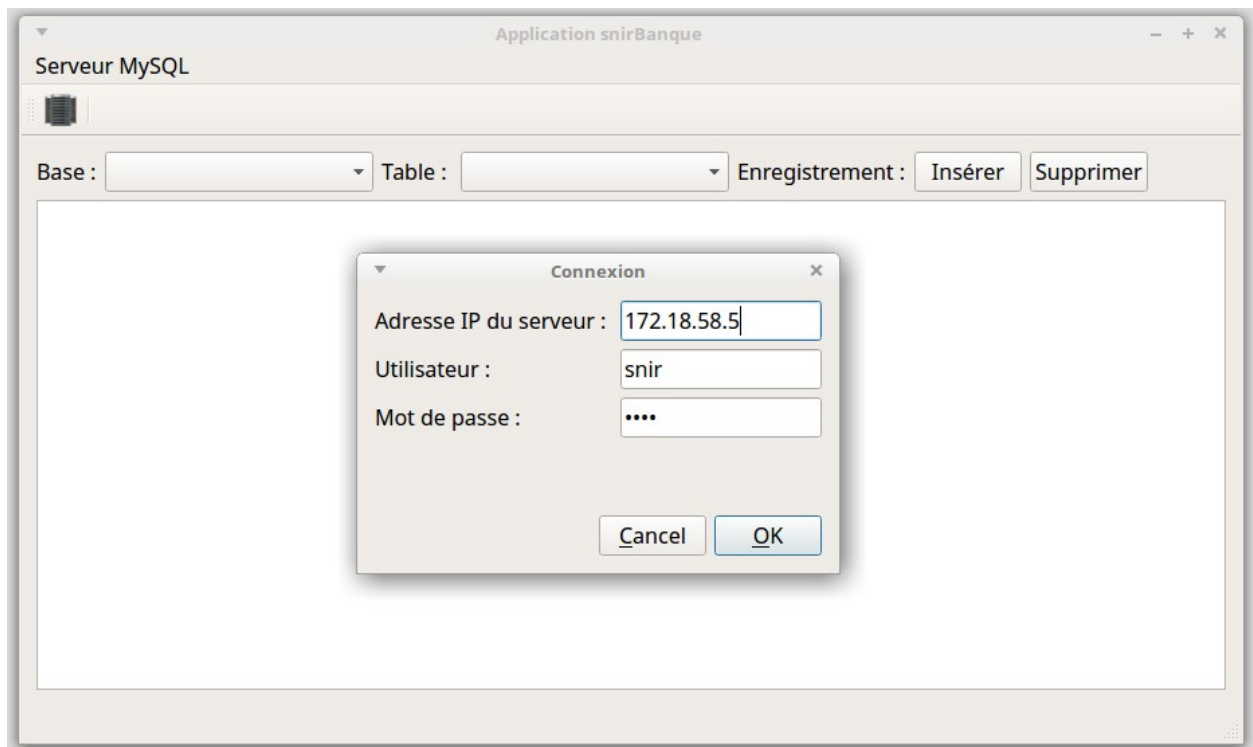 Application snirBanque
Serveur MySQL
Base : Table : Enregistrement : Insérer Supprimer
Connexion
Adresse IP du serveur : 172.18.58.5
Utilisateur : snir
Mot de passe : ••••
Cancel OK